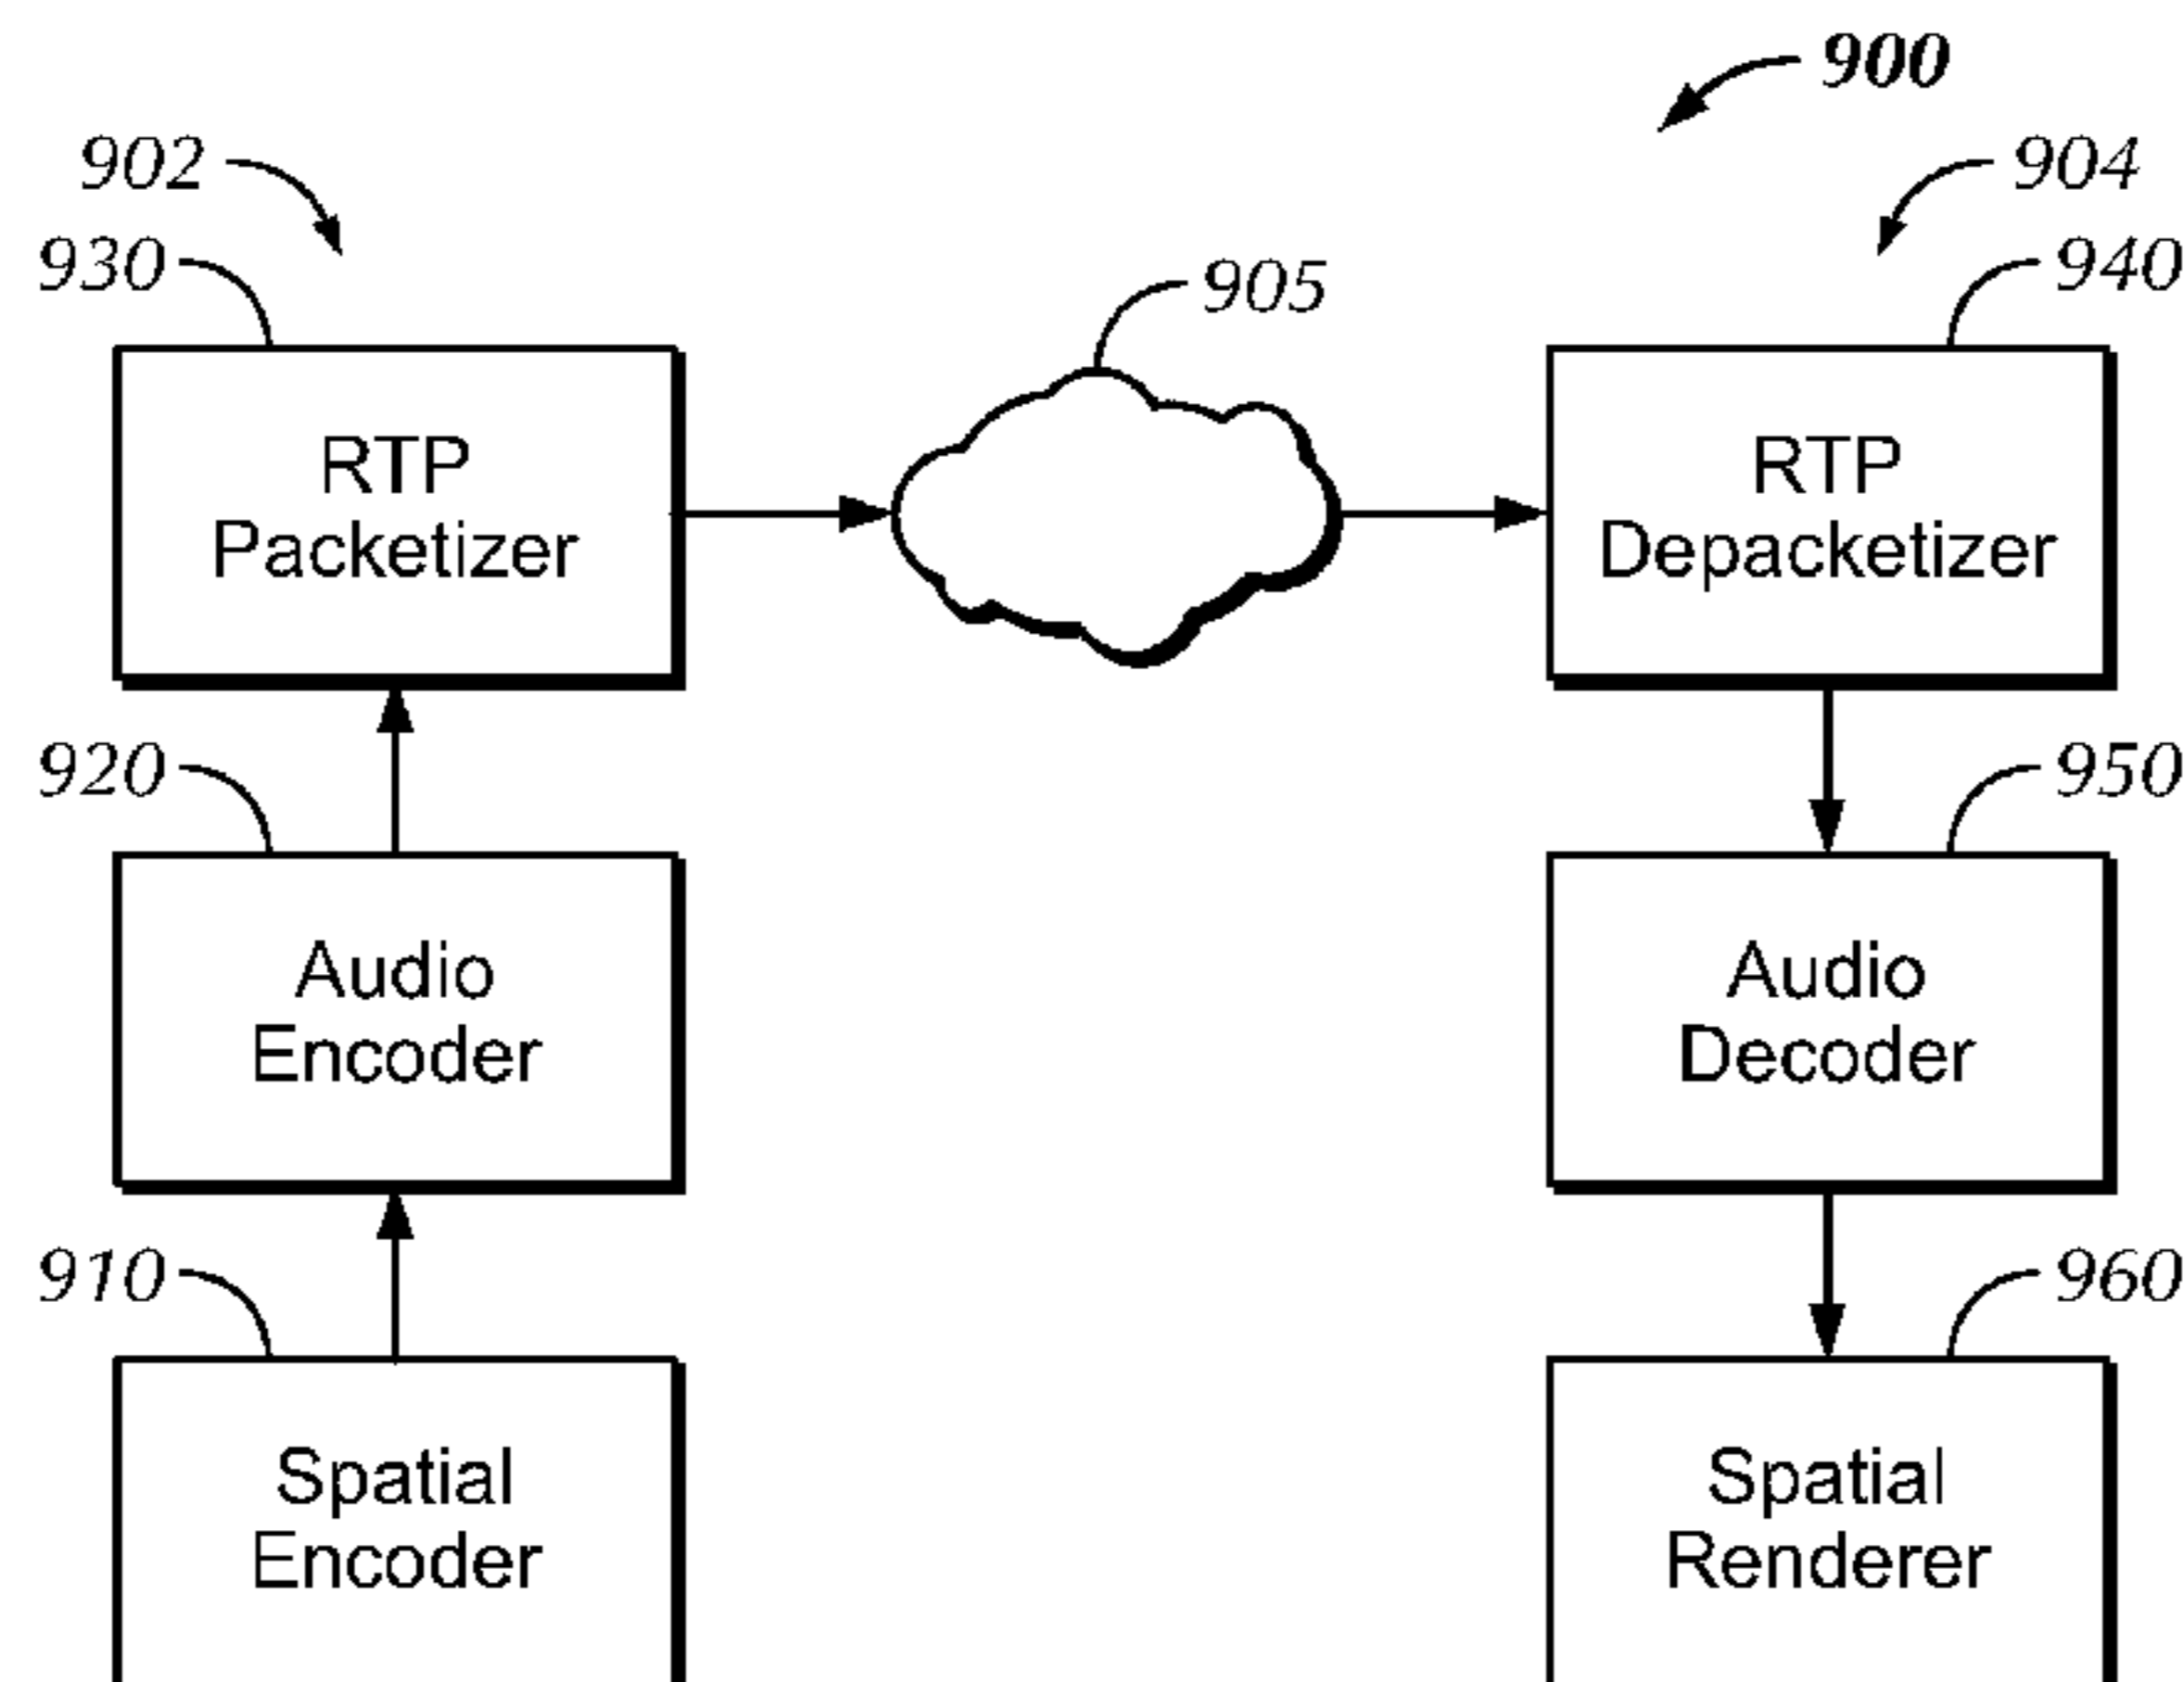 900
902
904
930
905
940
RTP
Packetizer
RTP
Depacketizer
920
950
Audio
Encoder
Audio
Decoder
910
960
Spatial
Encoder
Spatial
Renderer